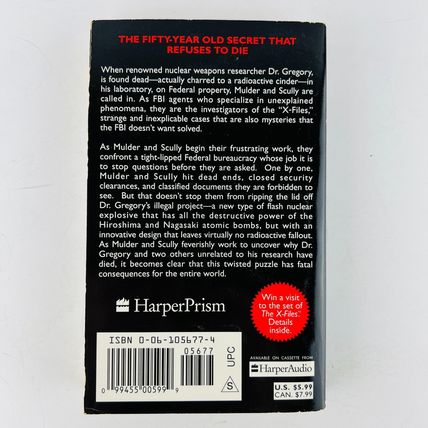 THE FIFTY-YEAR OLD SECRET THAT
REFUSES TO DIE
When renowned nuclear weapons researcher Dr. Gregory,
is found dead—actually charred to a radioactive cinder—in
his laboratory, on Federal property, Mulder and Scully are
called in. As FBI agents who specialize in unexplained
phenomena, they are the investigators of the "X-Files,"
strange and inexplicable cases that are also mysteries that
the FBI doesn't want solved.
As Mulder and Scully begin their frustrating work, they
confront a tight-lipped Federal bureaucracy whose job it is
to stop questions before they are asked. One by one,
Mulder and Scully hit dead ends, closed security
clearances, and classified documents they are forbidden to
see. But that doesn't stop them from ripping the lid off
Dr. Gregory's illegal project—a new type of flash nuclear
explosive that has all the destructive power of the
Hiroshima and Nagasaki atomic bombs, but with an
innovative design that leaves virtually no radioactive fallout.
As Mulder and Scully feverishly work to uncover why Dr.
Gregory and two others unrelated to his research have
died, it becomes clear that this twisted puzzle has fatal
consequences for the entire world.
HarperPrism
Win a visit
to the set of
The X-Files.™
Details
inside.
ISBN 0-06-105677-4
05677
0 99455 00599 9
UPC
S
AVAILABLE ON CASSETTE FROM
HarperAudio
U.S. $5.99
CAN. $7.99